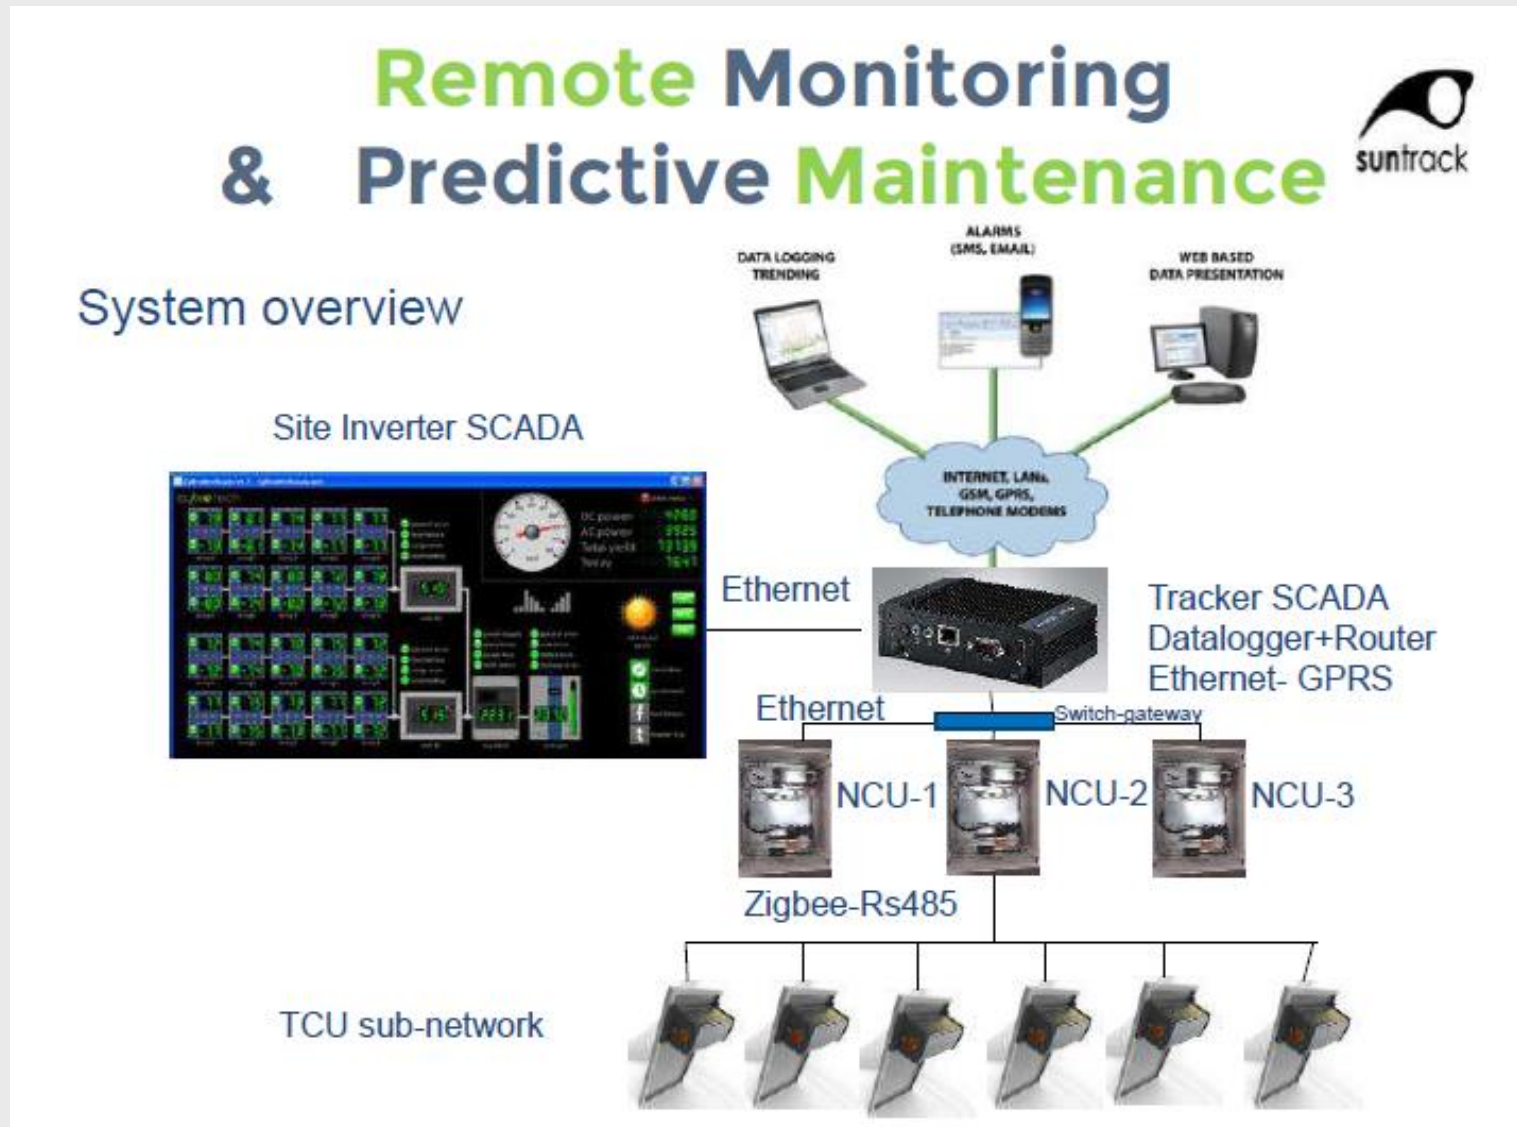 Remote Monitoring
& Predictive Maintenance
suntrack
System overview
DATA LOGGING
TRENDING
ALARMS
(SMS, EMAIL)
WEB BASED
DATA PRESENTATION
Site Inverter SCADA
INTERNET, LANs,
GSM, GPRS,
TELEPHONE MODEMS
DC power
AC power
Total yield
Ethernet
Tracker SCADA
Datalogger+Router
Ethernet- GPRS
Ethernet
Switch-gateway
NCU-1
NCU-2
NCU-3
Zigbee-Rs485
TCU sub-network